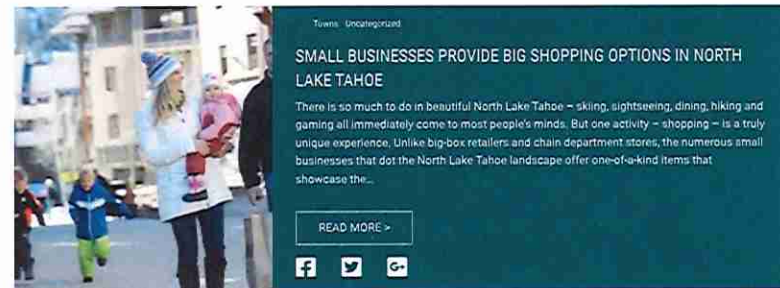 Towns Uncategorized
SMALL BUSINESSES PROVIDE BIG SHOPPING OPTIONS IN NORTH
LAKE TAHOE
There is so much to do in beautiful North Lake Tahoe – skiing, sightseeing, dining, hiking and
gaming all immediately come to most people's minds. But one activity – shopping – is a truly
unique experience. Unlike big-box retailers and chain department stores, the numerous small
businesses that dot the North Lake Tahoe landscape offer one-of-a-kind items that
showcase the...
READ MORE >
G+